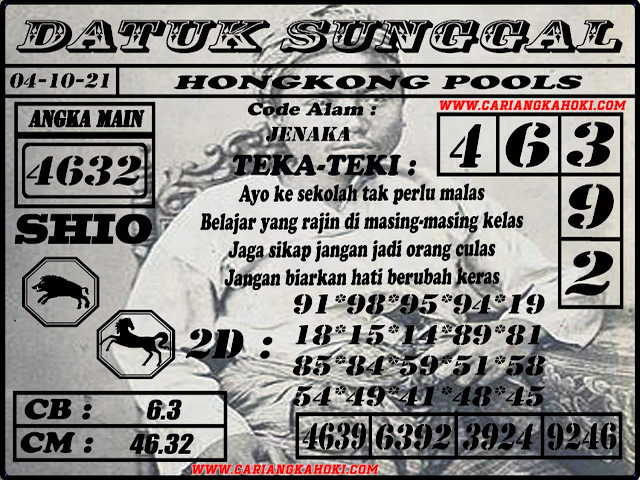 DATUK SUNGGAL
04-10-21
HONGKONG POOLS
WWW.CARIANGKAHOKI.COM
ANGKA MAIN
4632
SHIO
Code Alam :
JENAKA
TEKA-TEKI :
Ayo ke sekolah tak perlu malas
Belajar yang rajin di masing-masing kelas
Jaga sikap jangan jadi orang culas
Jangan biarkan hati berubah keras
4 6 3
9
2
2D :
91*98*95*94*19
18*15*14*89*81
85*84*59*51*58
54*49*41*48*45
CB : 6.3
CM : 46.32
4639 6392 3924 9246
WWW.CARIANGKAHOKI.COM